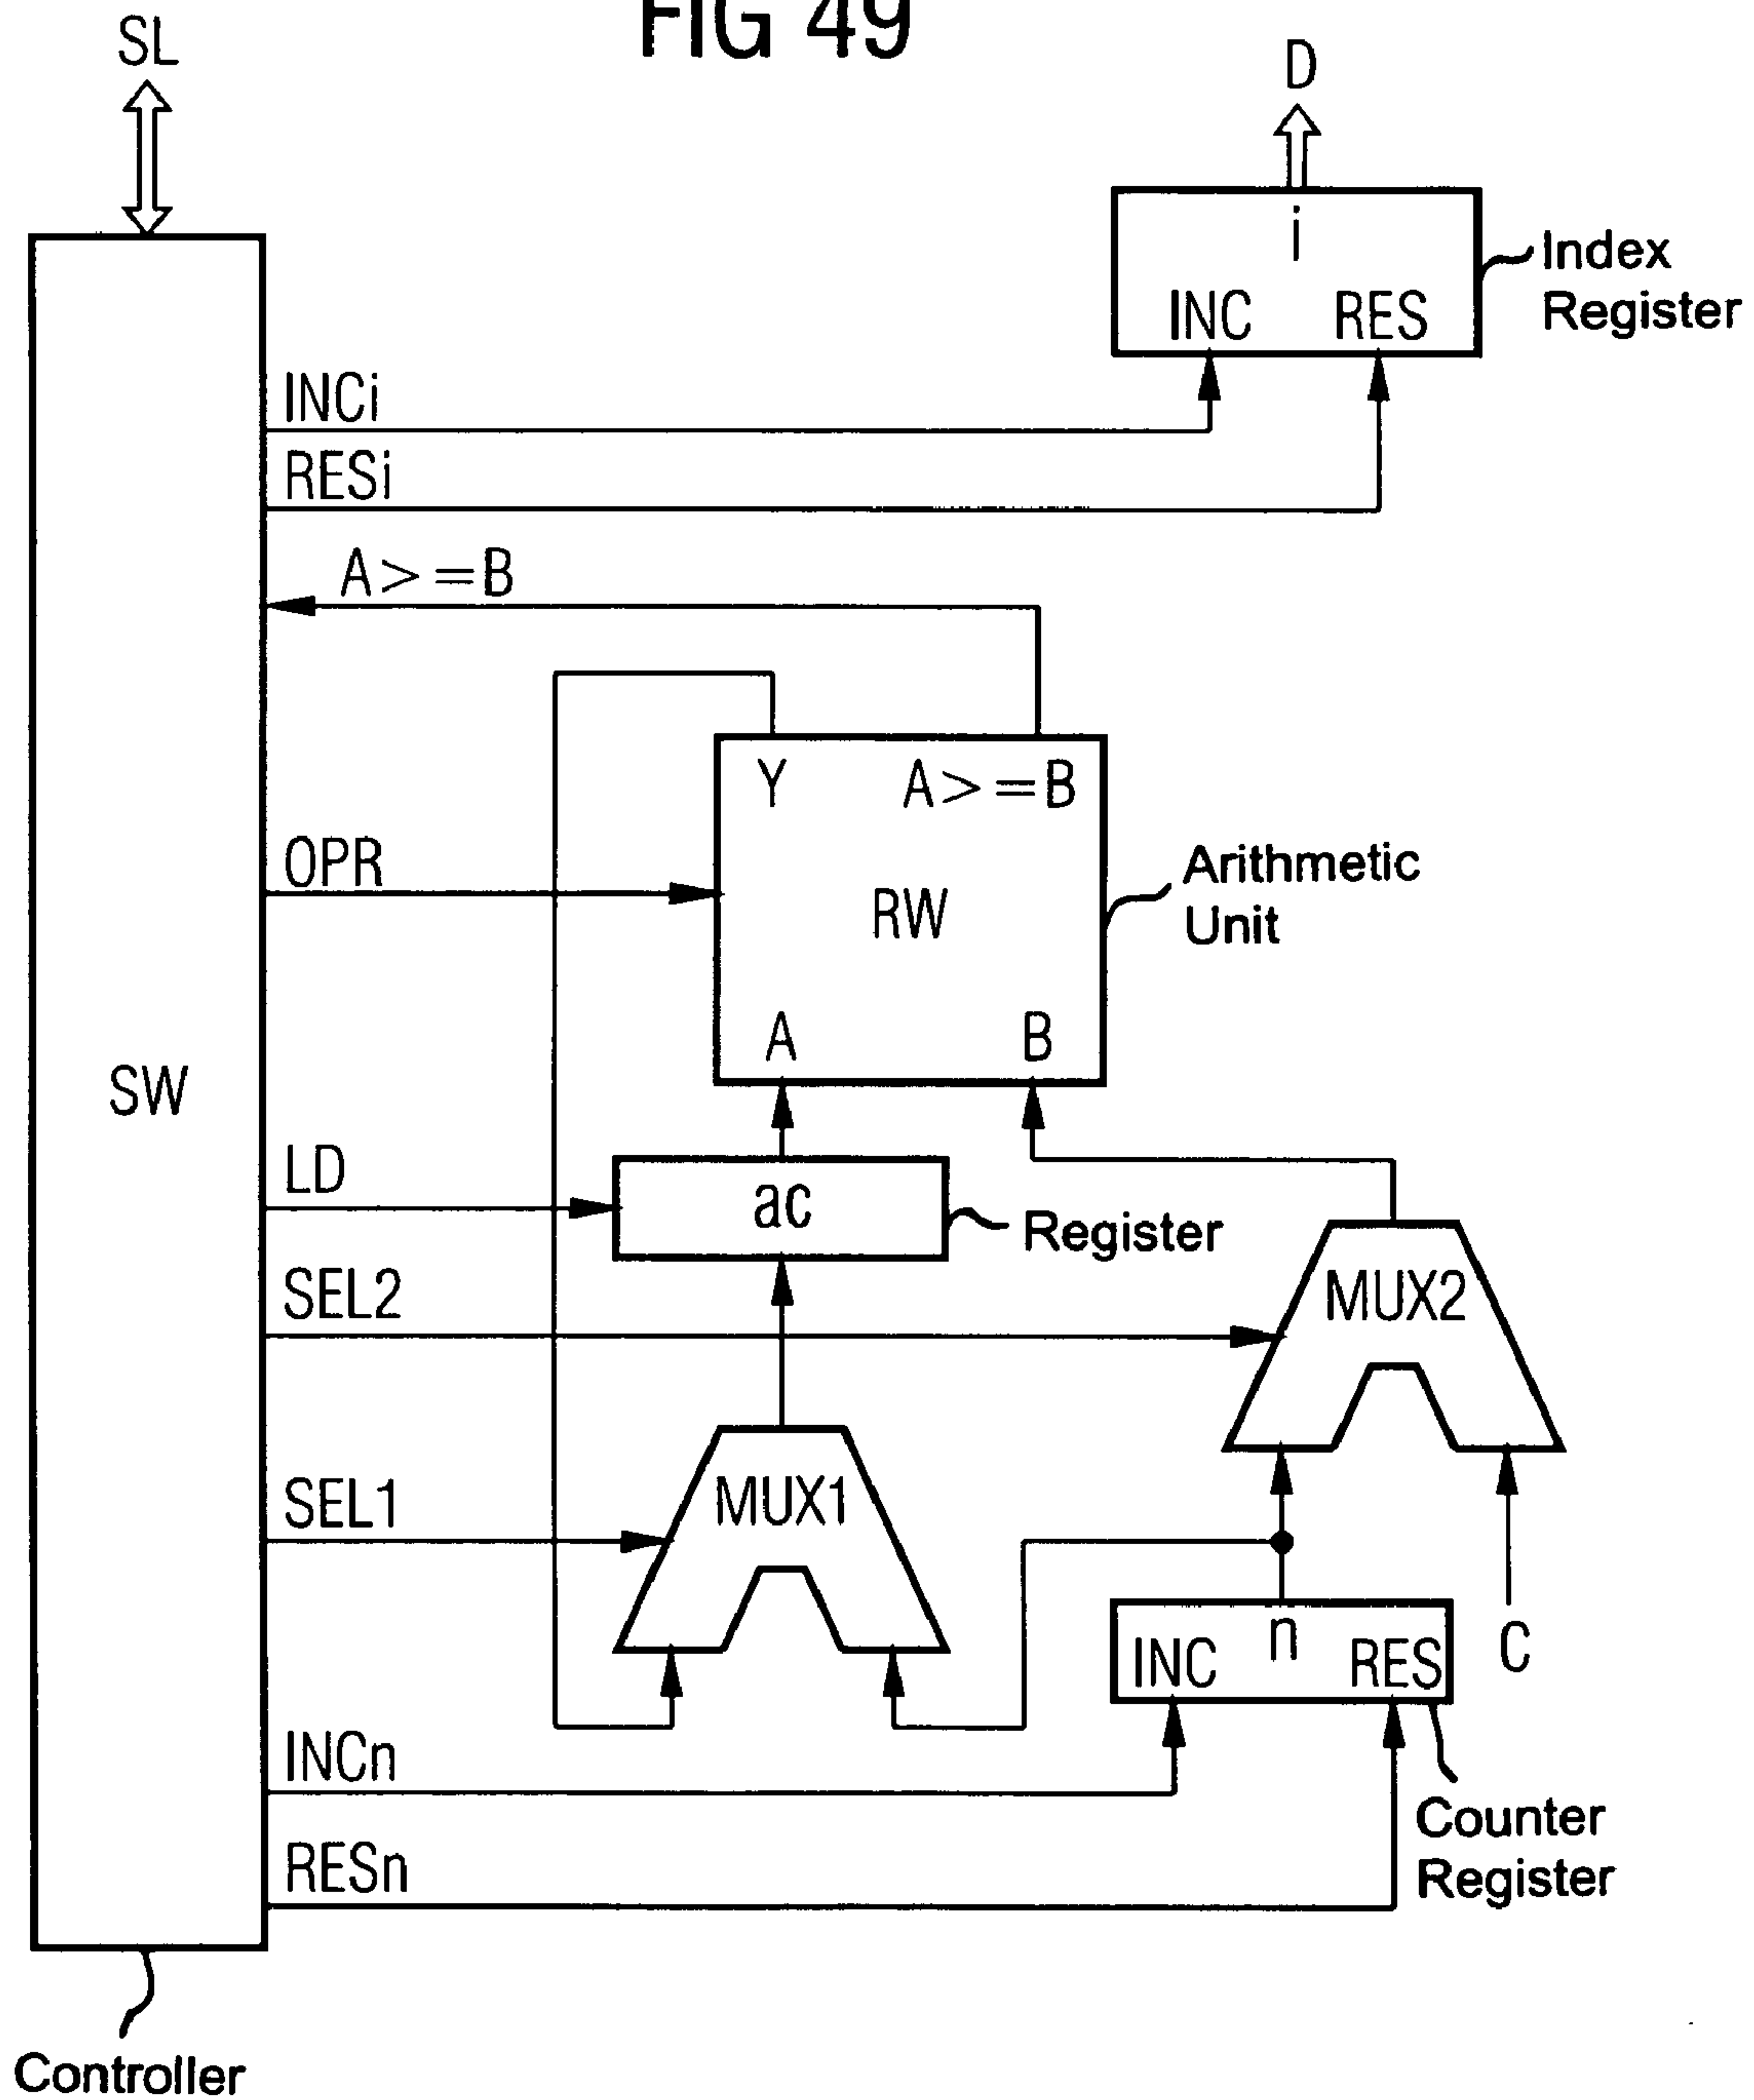 FIG 49
SL
D
i
INC RES
Index
Register
INCi
RESi
A>=B
Y A>=B
OPR
RW
Arithmetic
Unit
A B
SW
LD
ac
Register
SEL2
MUX2
SEL1
MUX1
n
INC RES
C
INCn
Counter
Register
RESn
Controller